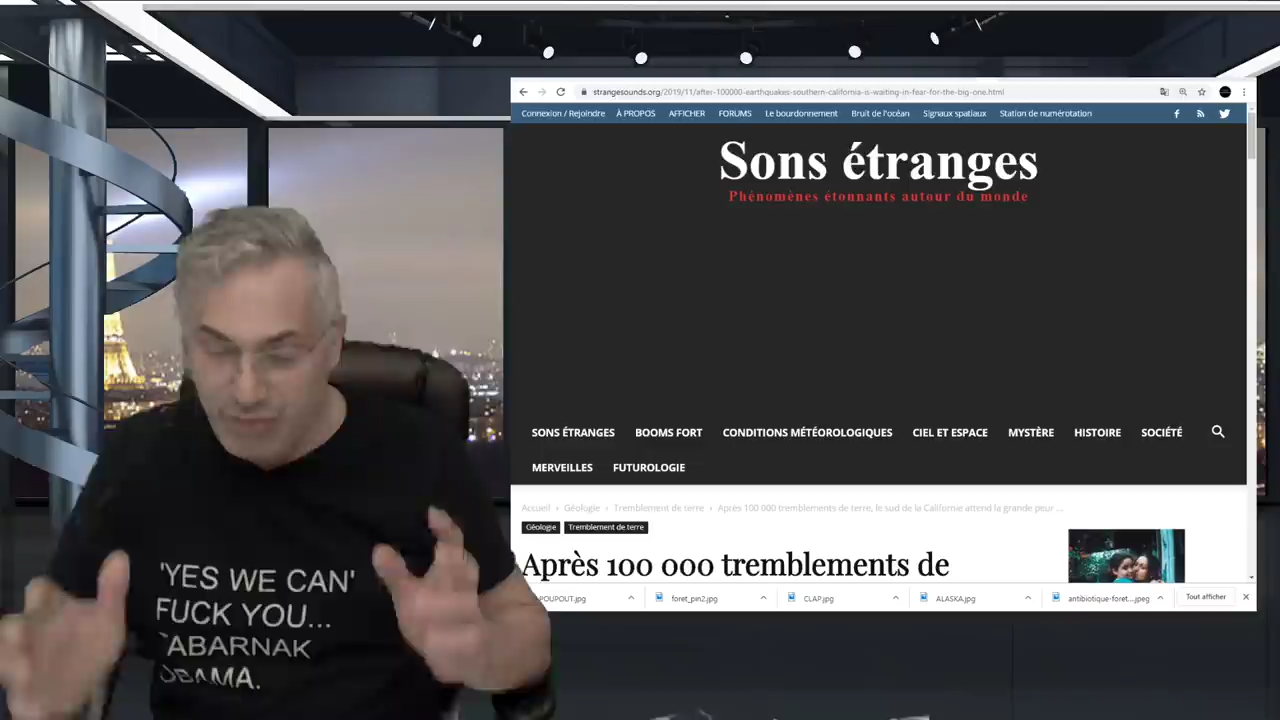 strangesounds.org/2019/11/after-100000-earthquakes-southern-california-is-waiting-in-fear-for-the-big-one.html
Connexion / Rejoindre À PROPOS AFFICHER FORUMS Le bourdonnement Bruit de l'océan Signaux spatiaux Station de numérotation
Sons étranges
Phénomènes étonnants autour du monde
SONS ÉTRANGES BOOMS FORT CONDITIONS MÉTÉOROLOGIQUES CIEL ET ESPACE MYSTÈRE HISTOIRE SOCIÉTÉ
MERVEILLES FUTUROLOGIE
Accueil › Géologie › Tremblement de terre › Après 100 000 tremblements de terre, le sud de la Californie attend la grande peur ...
Géologie Tremblement de terre
Après 100 000 tremblements de
POUPOUT.jpg foret_pin2.jpg CLAP.jpg ALASKA.jpg antibiotique-foret....jpeg Tout afficher
'YES WE CAN'
FUCK YOU...
TABARNAK
OBAMA.